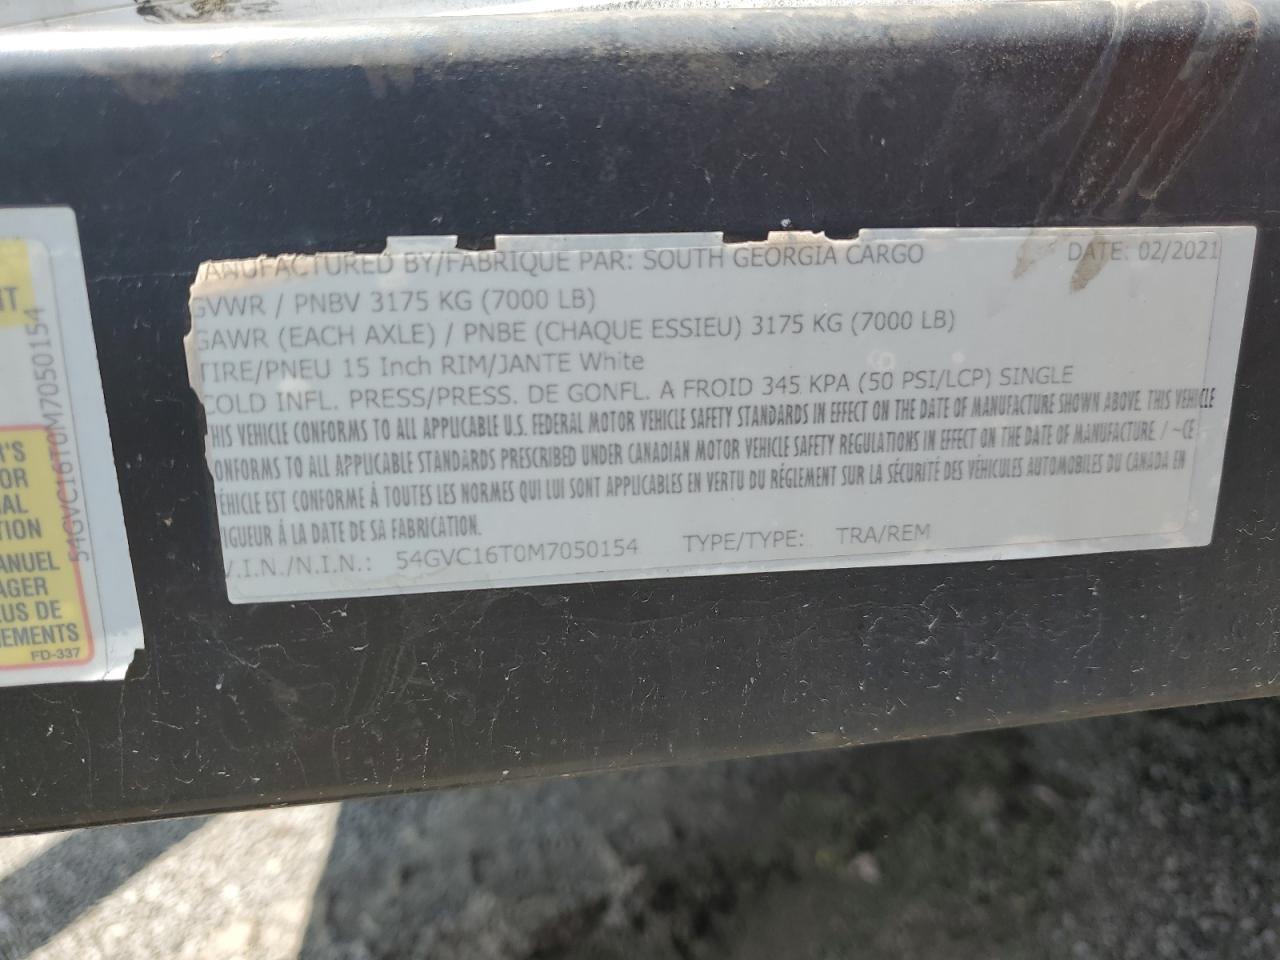 ANUFACTURED BY/FABRIQUE PAR: SOUTH GEORGIA CARGO DATE: 02/2021
GVWR / PNBV 3175 KG (7000 LB)
GAWR (EACH AXLE) / PNBE (CHAQUE ESSIEU) 3175 KG (7000 LB)
TIRE/PNEU 15 Inch RIM/JANTE White
COLD INFL. PRESS/PRESS. DE GONFL. A FROID 345 KPA (50 PSI/LCP) SINGLE
HIS VEHICLE CONFORMS TO ALL APPLICABLE U.S. FEDERAL MOTOR VEHICLE SAFETY STANDARDS IN EFFECT ON THE DATE OF MANUFACTURE SHOWN ABOVE. THIS VEHICLE
ONFORMS TO ALL APPLICABLE STANDARDS PRESCRIBED UNDER CANADIAN MOTOR VEHICLE SAFETY REGULATIONS IN EFFECT ON THE DATE OF MANUFACTURE. / ~CE
ÉHICLE EST CONFORME À TOUTES LES NORMES QUI LUI SONT APPLICABLES EN VERTU DU RÉGLEMENT SUR LA SÉCURITÉ DES VÉHICULES AUTOMOBILES DU CANADA EN
IGUEUR À LA DATE DE SA FABRICATION.
V.I.N./N.I.N.: 54GVC16T0M7050154 TYPE/TYPE: TRA/REM
NT
54GVC16T0M7050154
R'S
OR
AL
TION
ANUEL
AGER
LUS DE
NEMENTS
FD-337